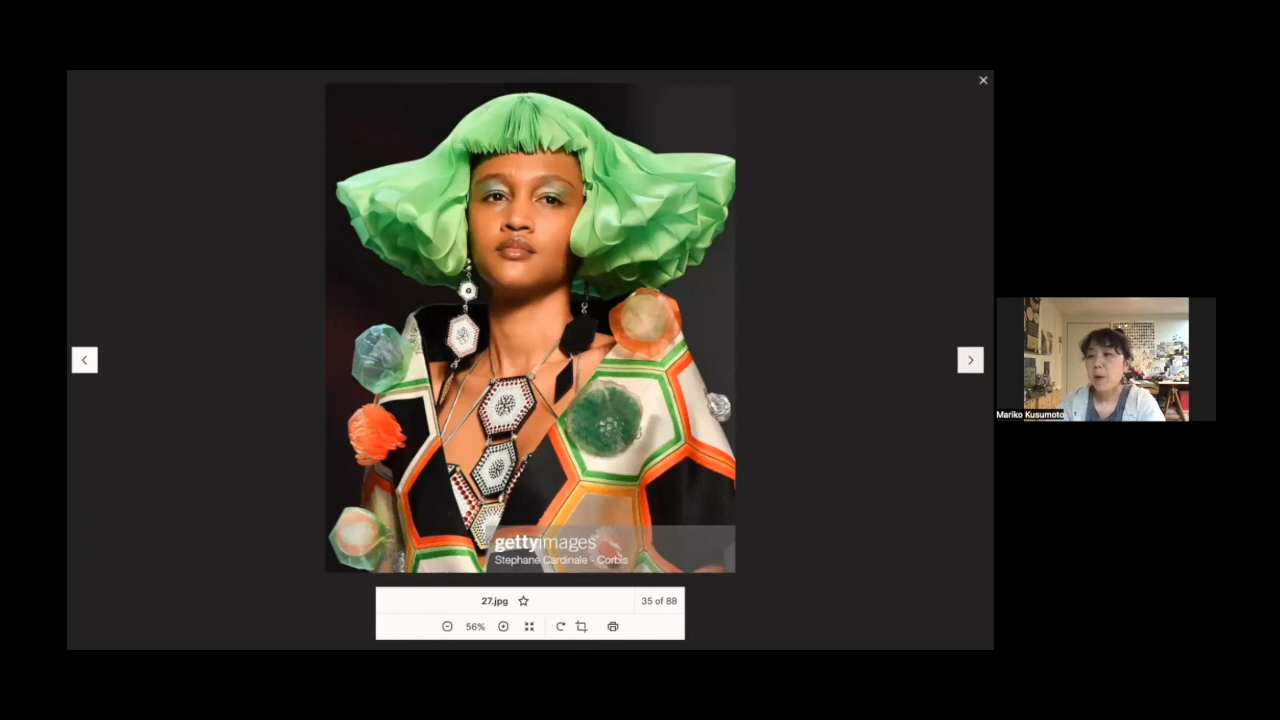 gettyimages
Stephane Cardinale - Corbis
27.jpg
35 of 88
56%
Mariko Kusumoto